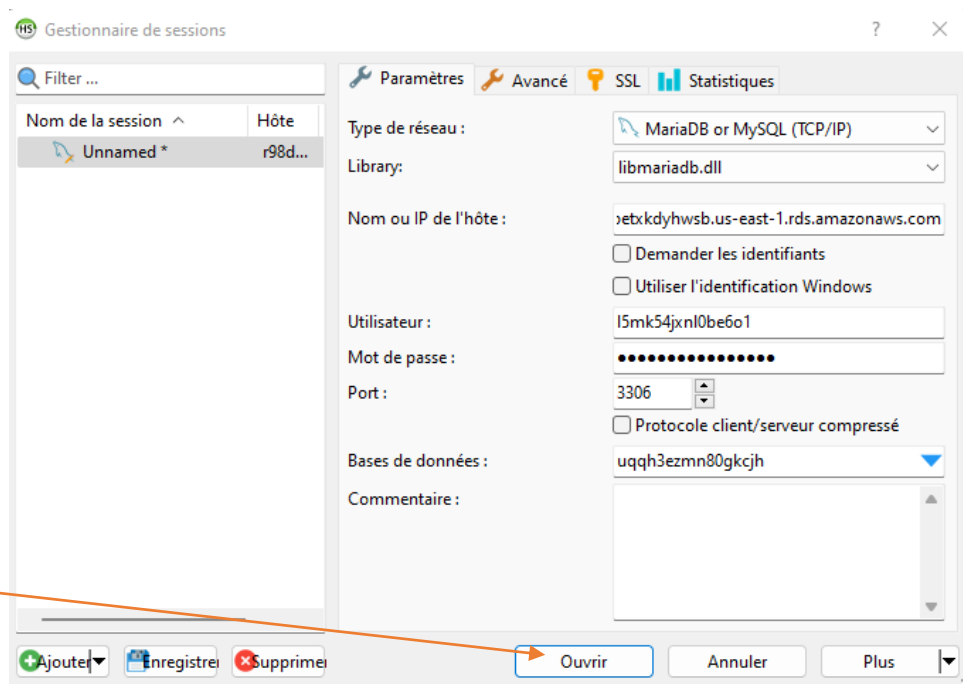 HS Gestionnaire de sessions ?
Filter ...
Nom de la session Hôte
Unnamed * r98d...
Paramètres Avancé SSL Statistiques
Type de réseau : MariaDB or MySQL (TCP/IP)
Library: libmariadb.dll
Nom ou IP de l'hôte : betxkdyhwsb.us-east-1.rds.amazonaws.com
Demander les identifiants
Utiliser l'identification Windows
Utilisateur : l5mk54jxnl0be6o1
Mot de passe : ●●●●●●●●●●●●●●●●
Port : 3306
Protocole client/serveur compressé
Bases de données : uqqh3ezmn80gkcjh
Commentaire :
Ajouter Enregistrer Supprimer Ouvrir Annuler Plus